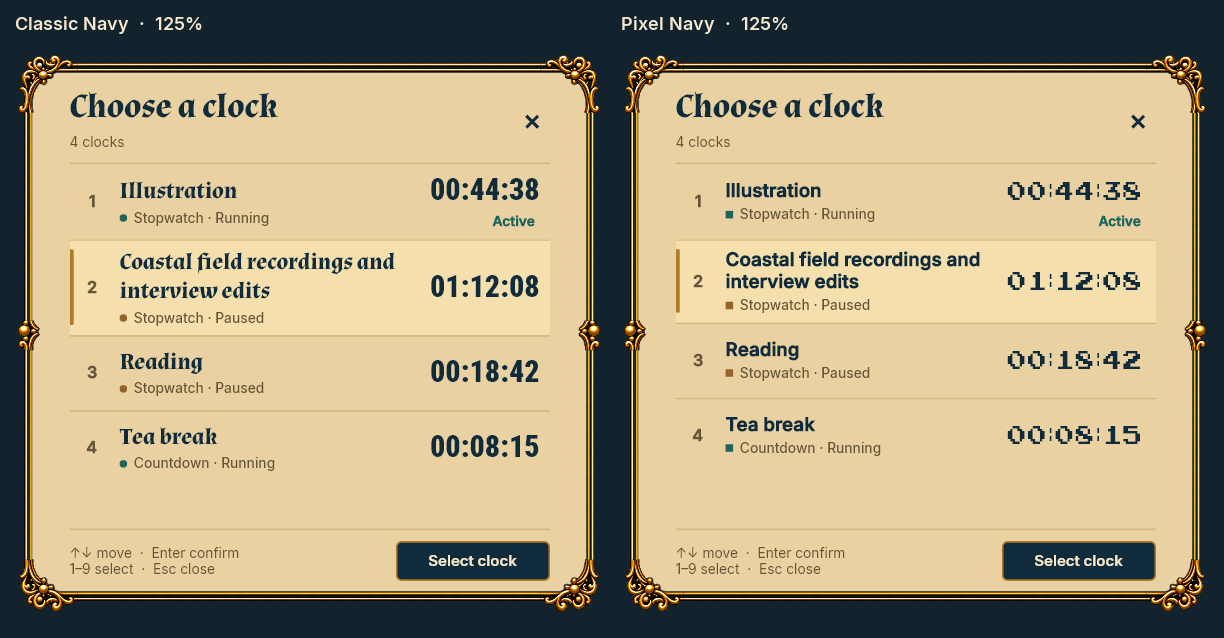 Classic Navy · 125%
Choose a clock
×
4 clocks
1
Illustration
00:44:38
Stopwatch · Running
Active
2
Coastal field recordings and
interview edits
01:12:08
Stopwatch · Paused
3
Reading
00:18:42
Stopwatch · Paused
4
Tea break
00:08:15
Countdown · Running
↑↓ move · Enter confirm
1–9 select · Esc close
Select clock
Pixel Navy · 125%
Choose a clock
×
4 clocks
1
Illustration
00:44:38
Stopwatch · Running
Active
2
Coastal field recordings and
interview edits
01:12:08
Stopwatch · Paused
3
Reading
00:18:42
Stopwatch · Paused
4
Tea break
00:08:15
Countdown · Running
↑↓ move · Enter confirm
1–9 select · Esc close
Select clock